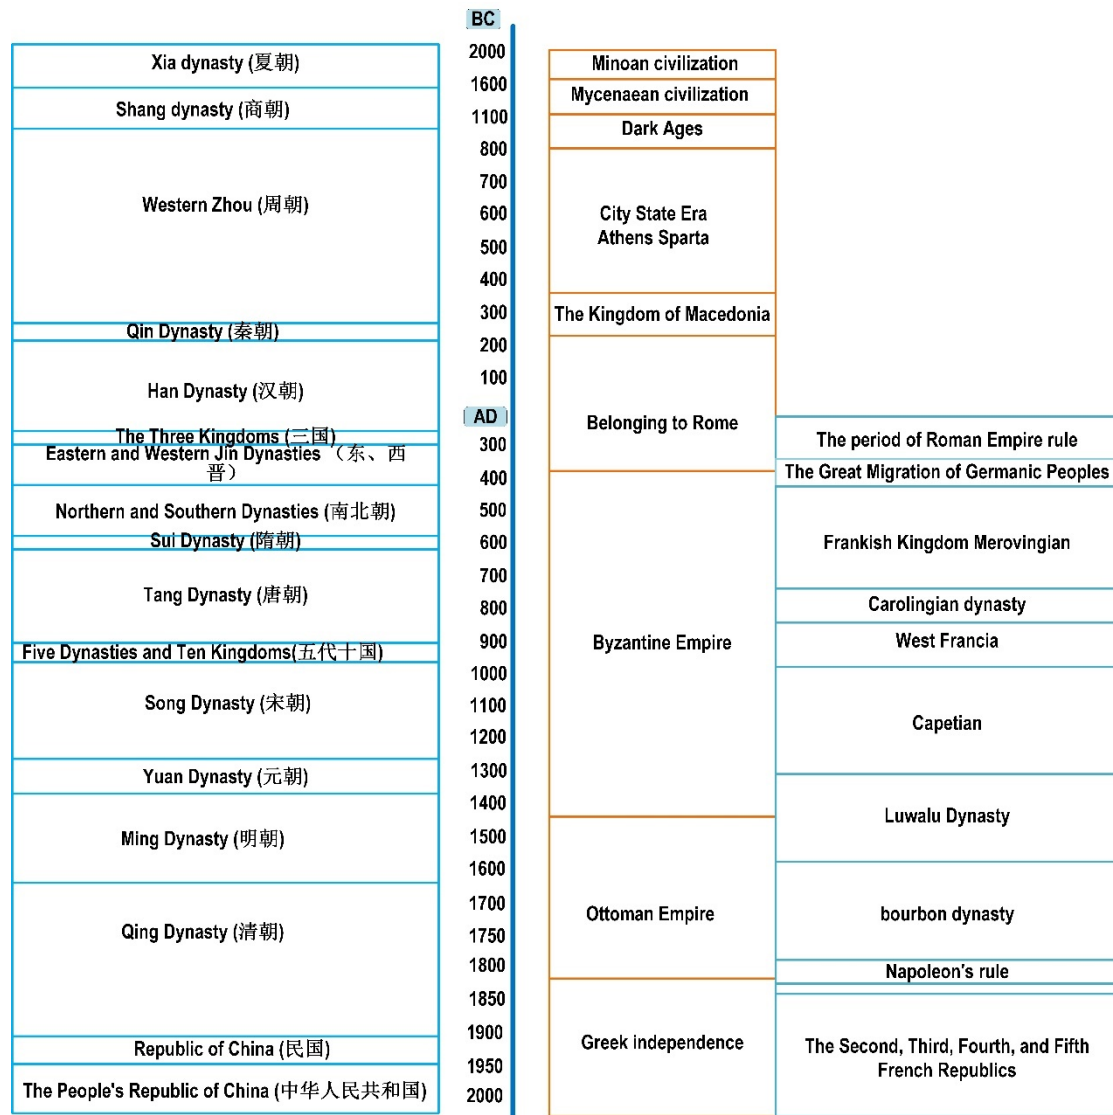 BC
Xia dynasty (夏朝)
Shang dynasty (商朝)
Western Zhou (周朝)
Qin Dynasty (秦朝)
Han Dynasty (汉朝)
The Three Kingdoms (三国)
Eastern and Western Jin Dynasties （东、西
晋）
Northern and Southern Dynasties (南北朝)
Sui Dynasty (隋朝)
Tang Dynasty (唐朝)
Five Dynasties and Ten Kingdoms(五代十国)
Song Dynasty (宋朝)
Yuan Dynasty (元朝)
Ming Dynasty (明朝)
Qing Dynasty (清朝)
Republic of China (民国)
The People's Republic of China (中华人民共和国)
2000
1600
1100
800
700
600
500
400
300
200
100
AD
300
400
500
600
700
800
900
1000
1100
1200
1300
1400
1500
1600
1700
1750
1800
1850
1900
1950
2000
Minoan civilization
Mycenaean civilization
Dark Ages
City State Era
Athens Sparta
The Kingdom of Macedonia
Belonging to Rome
Byzantine Empire
Ottoman Empire
Greek independence
The period of Roman Empire rule
The Great Migration of Germanic Peoples
Frankish Kingdom Merovingian
Carolingian dynasty
West Francia
Capetian
Luwalu Dynasty
bourbon dynasty
Napoleon's rule
The Second, Third, Fourth, and Fifth
French Republics